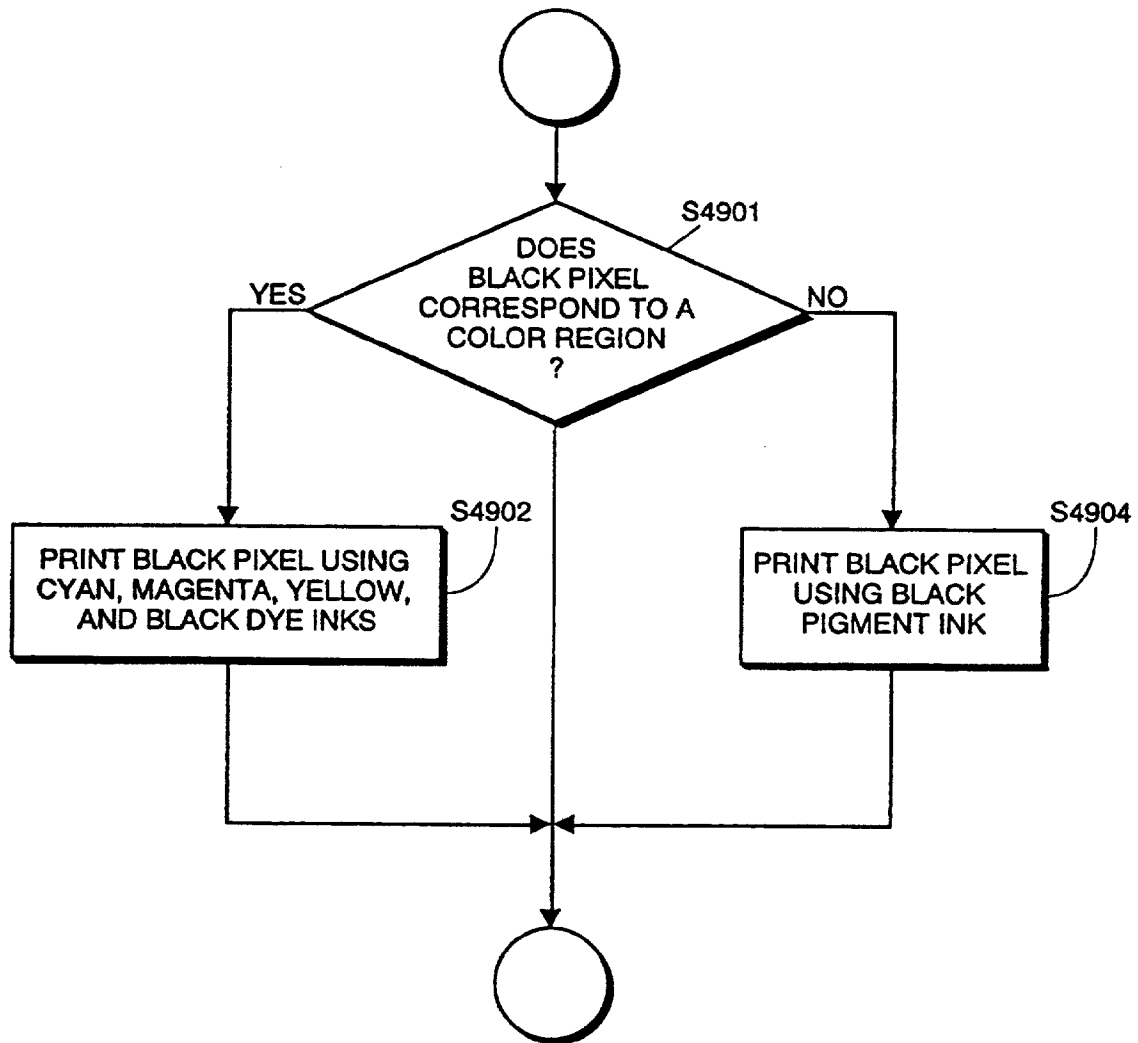 S4901
DOES
BLACK PIXEL
CORRESPOND TO A
COLOR REGION
?
YES
NO
S4902
PRINT BLACK PIXEL USING
CYAN, MAGENTA, YELLOW,
AND BLACK DYE INKS
S4904
PRINT BLACK PIXEL
USING BLACK
PIGMENT INK